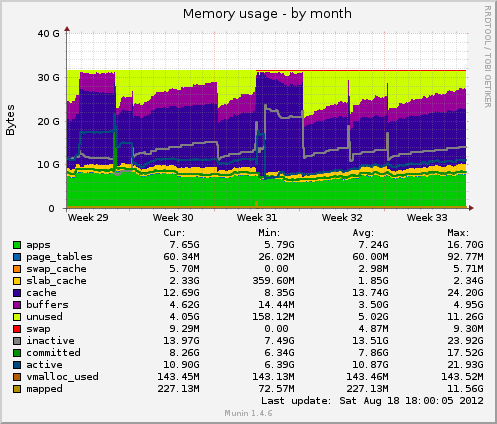 Memory usage - by month
RRDTOOL / TOBI OETIKER
Bytes
40 G
30 G
20 G
10 G
0
Week 29 Week 30 Week 31 Week 32 Week 33
Cur: Min: Avg: Max:
apps 7.65G 5.79G 7.24G 16.70G
page_tables 60.34M 26.02M 60.00M 92.77M
swap_cache 5.70M 0.00 2.98M 5.71M
slab_cache 2.33G 359.60M 1.85G 2.34G
cache 12.69G 8.35G 13.74G 24.20G
buffers 4.62G 14.44M 3.50G 4.95G
unused 4.05G 158.12M 5.02G 11.26G
swap 9.29M 0.00 4.87M 9.30M
inactive 13.97G 7.49G 13.51G 23.92G
committed 8.26G 6.34G 7.86G 17.52G
active 10.90G 6.39G 10.87G 21.93G
vmalloc_used 143.45M 143.13M 143.46M 143.52M
mapped 227.13M 72.57M 227.13M 11.56G
Last update: Sat Aug 18 18:00:05 2012
Munin 1.4.6